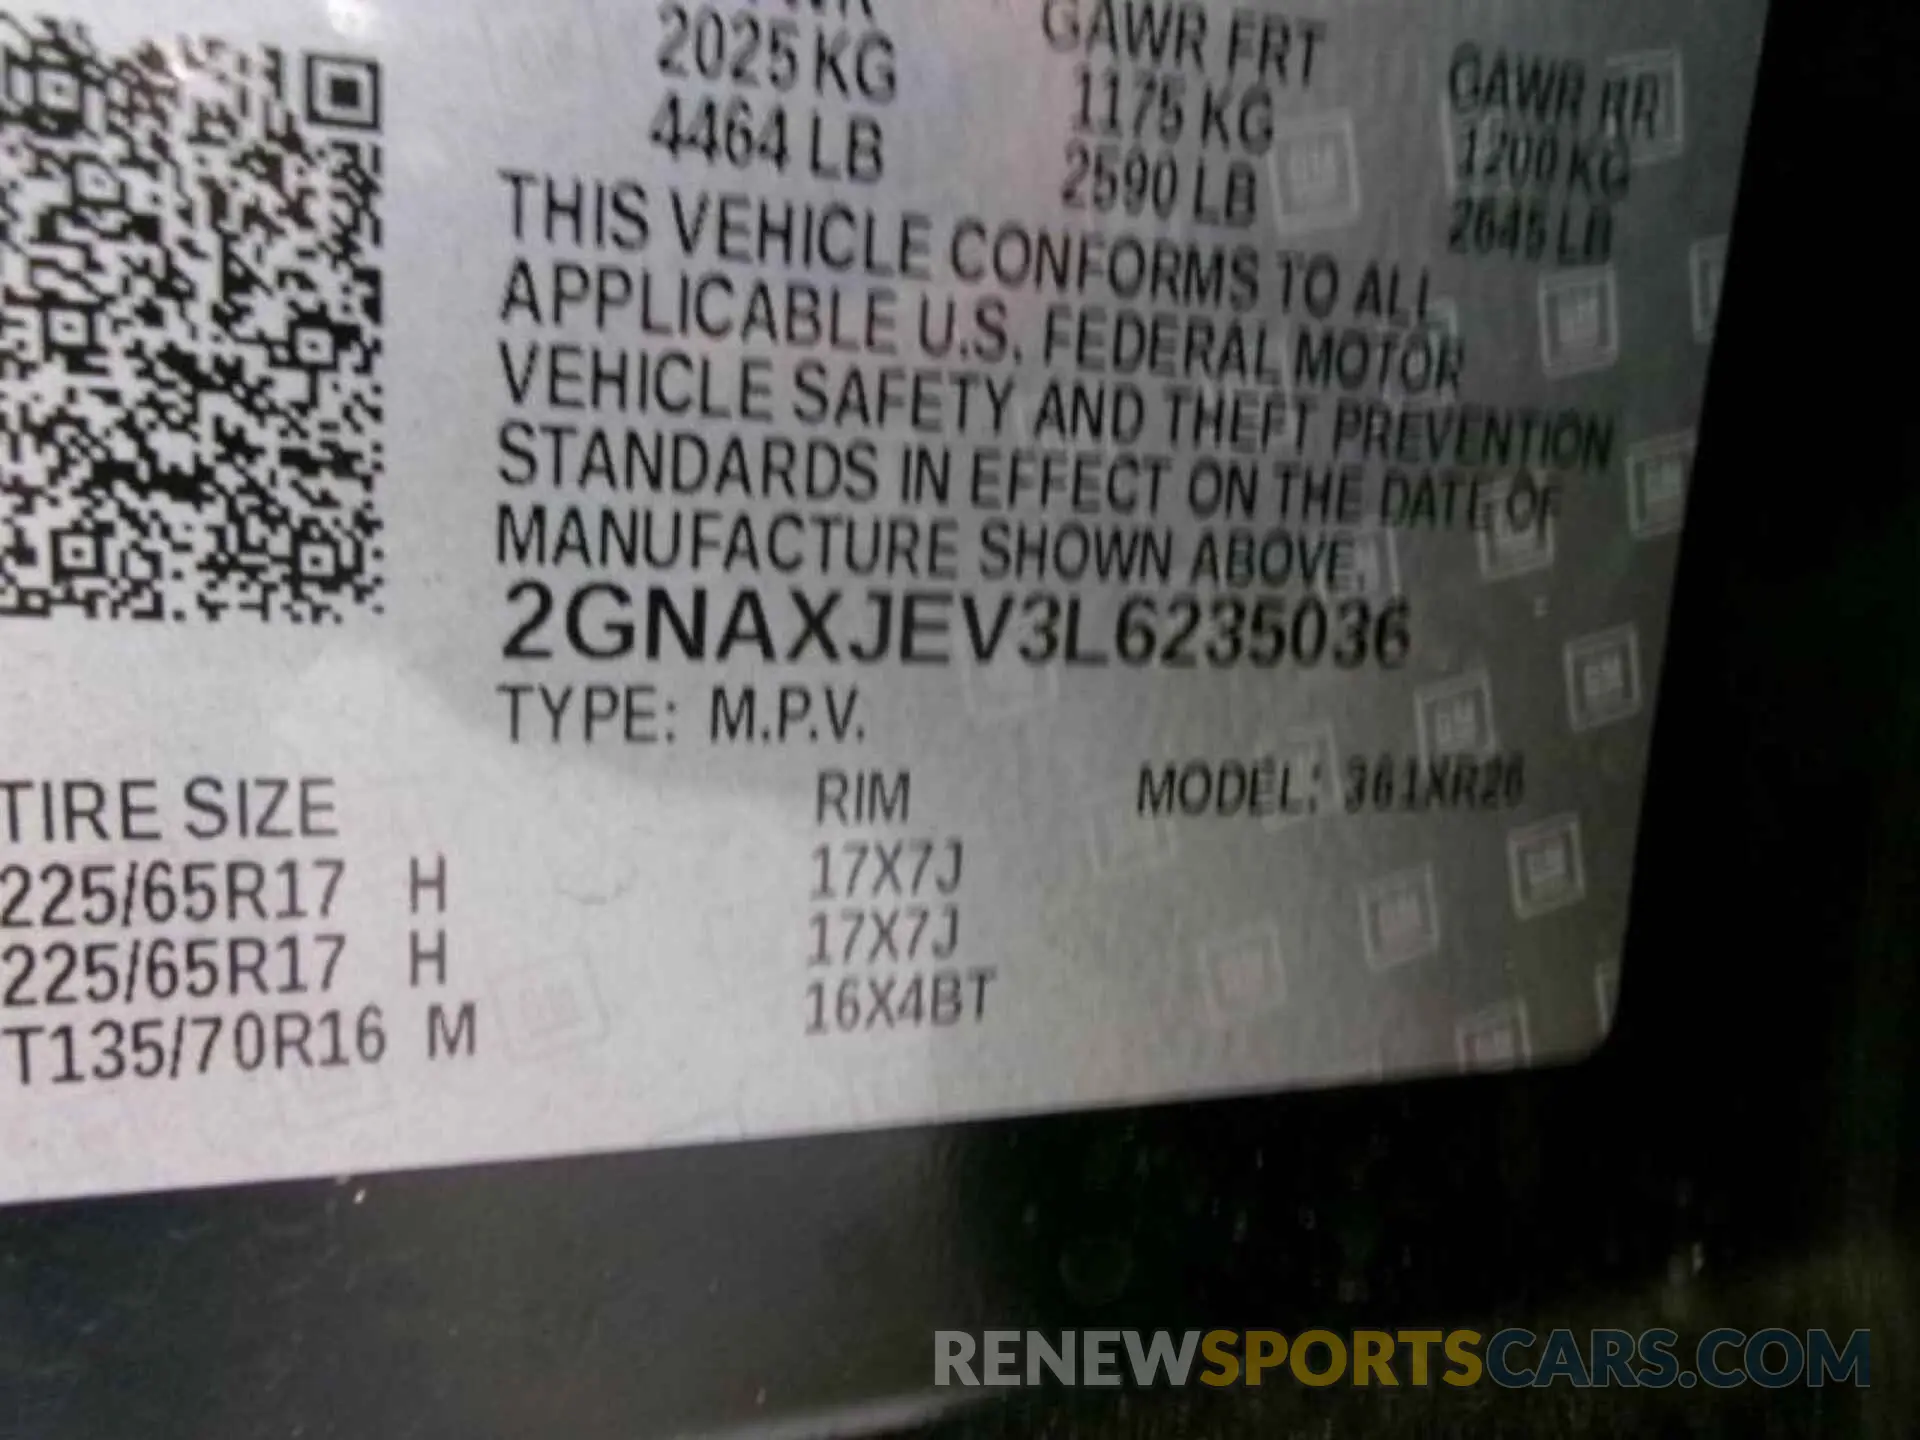 2025 KG
4464 LB
GAWR FRT
1175 KG
2590 LB
GAWR RR
1200 KG
2645 LB
THIS VEHICLE CONFORMS TO ALL
APPLICABLE U.S. FEDERAL MOTOR
VEHICLE SAFETY AND THEFT PREVENTION
STANDARDS IN EFFECT ON THE DATE OF
MANUFACTURE SHOWN ABOVE.
2GNAXJEV3L6235036
TYPE: M.P.V.
TIRE SIZE RIM MODEL: 361XR26
225/65R17 H 17X7J
225/65R17 H 17X7J
T135/70R16 M 16X4BT
RENEWSPORTSCARS.COM